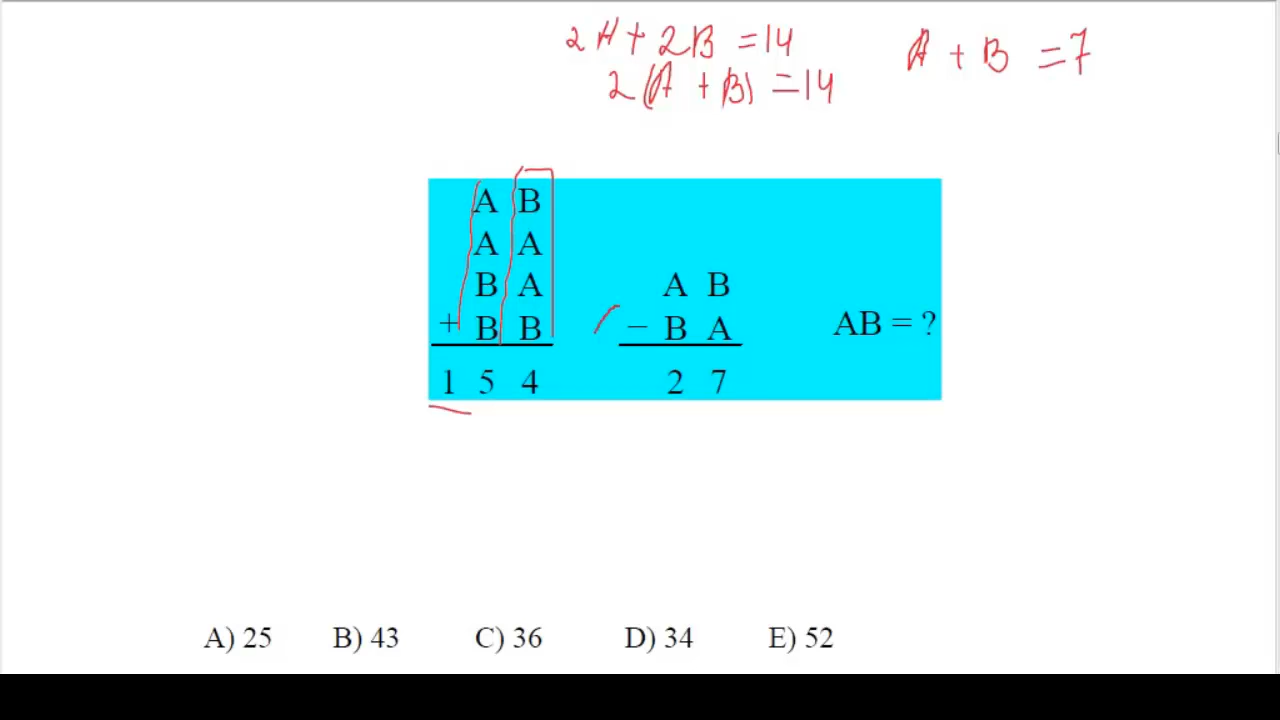 2A + 2B = 14
2(A + B) = 14
A + B = 7
A B
A A
B A
+ B B
1 5 4
A B
− B A
2 7
AB = ?
A) 25 B) 43 C) 36 D) 34 E) 52